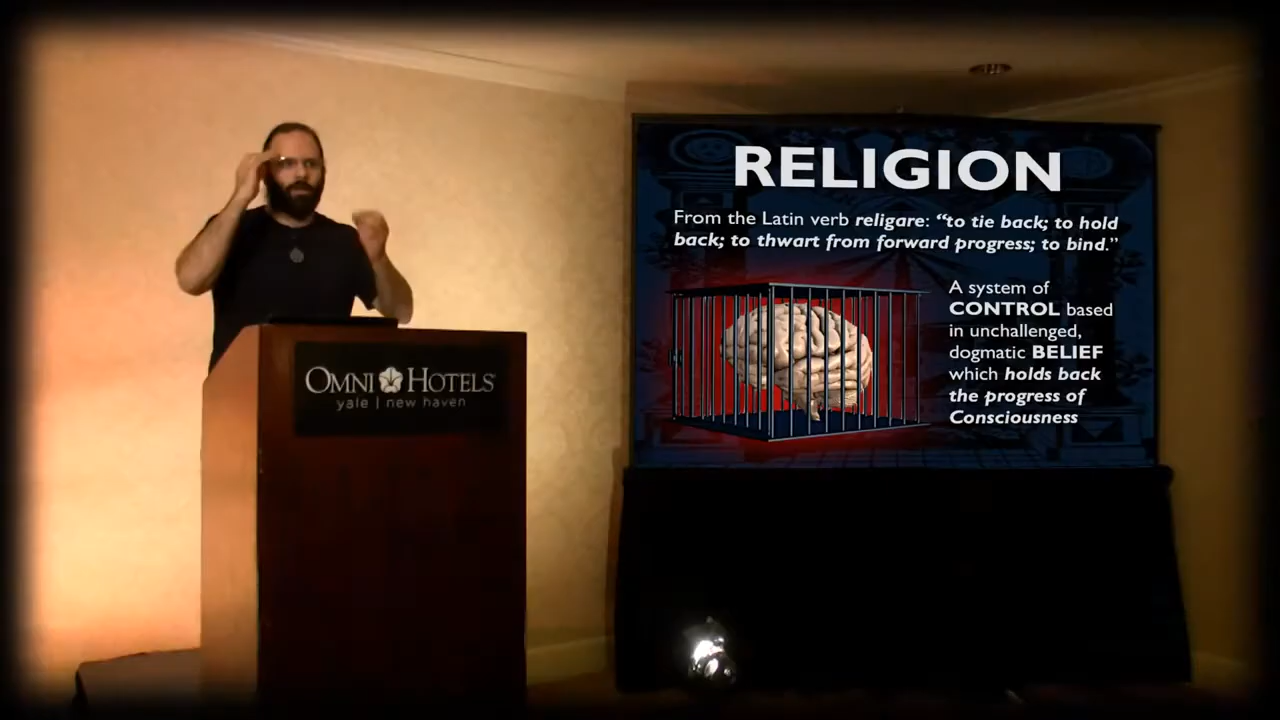 RELIGION
From the Latin verb religare: “to tie back; to hold
back; to thwart from forward progress; to bind.”
A system of
CONTROL based
in unchallenged,
dogmatic BELIEF
which holds back
the progress of
Consciousness
OMNI HOTELS
yale | new haven